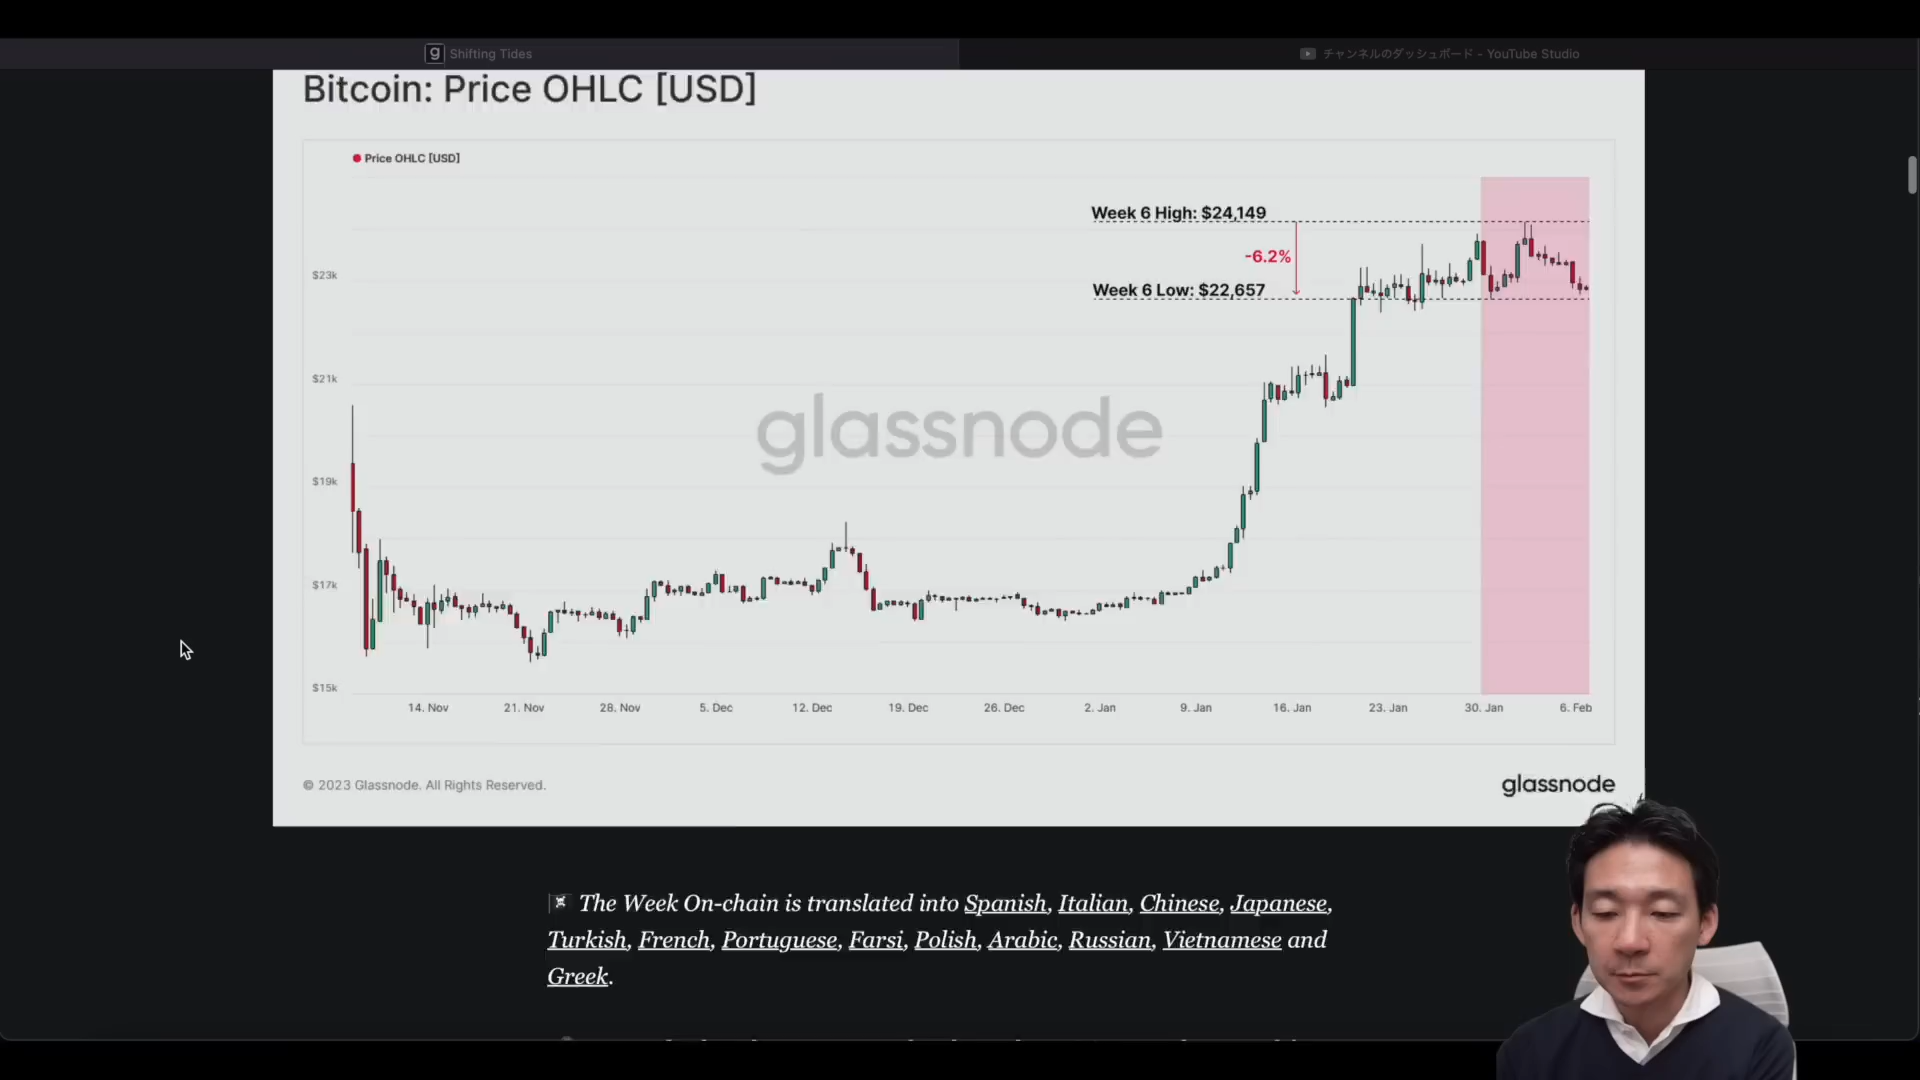 g Shifting Tides
チャンネルのダッシュボード - YouTube Studio
Bitcoin: Price OHLC [USD]
Price OHLC [USD]
Week 6 High: $24,149
-6.2%
Week 6 Low: $22,657
$23k
$21k
$19k
$17k
$15k
glassnode
14. Nov 21. Nov 28. Nov 5. Dec 12. Dec 19. Dec 26. Dec 2. Jan 9. Jan 16. Jan 23. Jan 30. Jan 6. Feb
© 2023 Glassnode. All Rights Reserved.
glassnode
The Week On-chain is translated into Spanish, Italian, Chinese, Japanese,
Turkish, French, Portuguese, Farsi, Polish, Arabic, Russian, Vietnamese and
Greek.